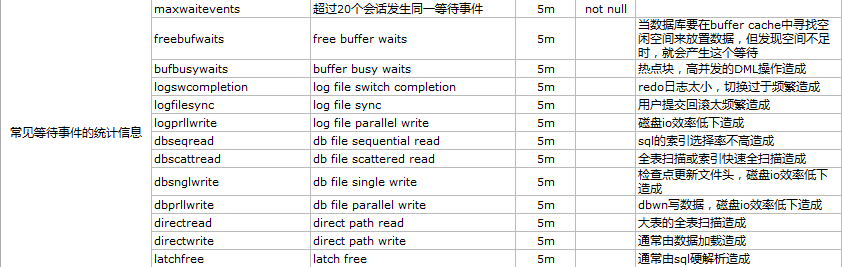 maxwaitevents 超过20个会话发生同一等待事件 5m not null
freebufwaits free buffer waits 5m 当数据库要在buffer cache中寻找空
闲空间来放置数据，但发现空间不足
时，就会产生这个等待
bufbusywaits buffer busy waits 5m 热点块，高并发的DML操作造成
logswcompletion log file switch completion 5m redo日志太小，切换过于频繁造成
logfilesync log file sync 5m 用户提交回滚太频繁造成
常见等待事件的统计信息
logprllwrite log file parallel write 5m 磁盘io效率低下造成
dbseqread db file sequential read 5m sql的索引选择率不高造成
dbscattread db file scattered read 5m 全表扫描或索引快速全扫描造成
dbsnglwrite db file single write 5m 检查点更新文件头，磁盘io效率低下
造成
dbprllwrite db file parallel write 5m dbwn写数据，磁盘io效率低下造成
directread direct path read 5m 大表的全表扫描造成
directwrite direct path write 5m 通常由数据加载造成
latchfree latch free 5m 通常由sql硬解析造成